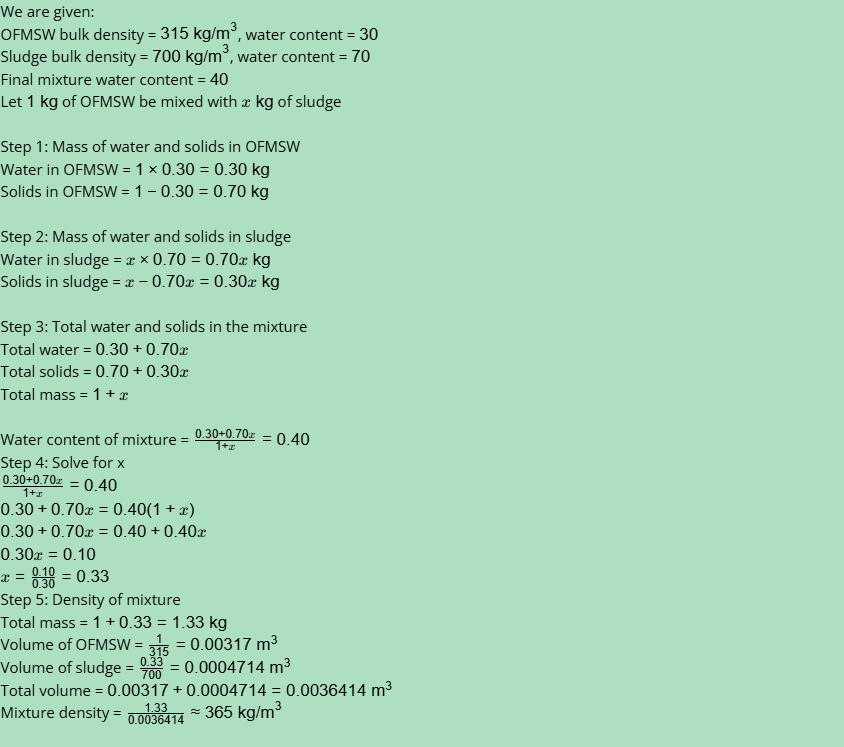 We are given:
OFMSW bulk density = 315 kg/m³, water content = 30
Sludge bulk density = 700 kg/m³, water content = 70
Final mixture water content = 40
Let 1 kg of OFMSW be mixed with x kg of sludge
Step 1: Mass of water and solids in OFMSW
Water in OFMSW = 1 × 0.30 = 0.30 kg
Solids in OFMSW = 1 − 0.30 = 0.70 kg
Step 2: Mass of water and solids in sludge
Water in sludge = x × 0.70 = 0.70x kg
Solids in sludge = x − 0.70x = 0.30x kg
Step 3: Total water and solids in the mixture
Total water = 0.30 + 0.70x
Total solids = 0.70 + 0.30x
Total mass = 1 + x
Water content of mixture = \frac{0.30+0.70x}{1+x} = 0.40
Step 4: Solve for x
\frac{0.30+0.70x}{1+x} = 0.40
0.30 + 0.70x = 0.40(1 + x)
0.30 + 0.70x = 0.40 + 0.40x
0.30x = 0.10
x = \frac{0.10}{0.30} = 0.33
Step 5: Density of mixture
Total mass = 1 + 0.33 = 1.33 kg
Volume of OFMSW = \frac{1}{315} = 0.00317 m³
Volume of sludge = \frac{0.33}{700} = 0.0004714 m³
Total volume = 0.00317 + 0.0004714 = 0.0036414 m³
Mixture density = \frac{1.33}{0.0036414} ≈ 365 kg/m³